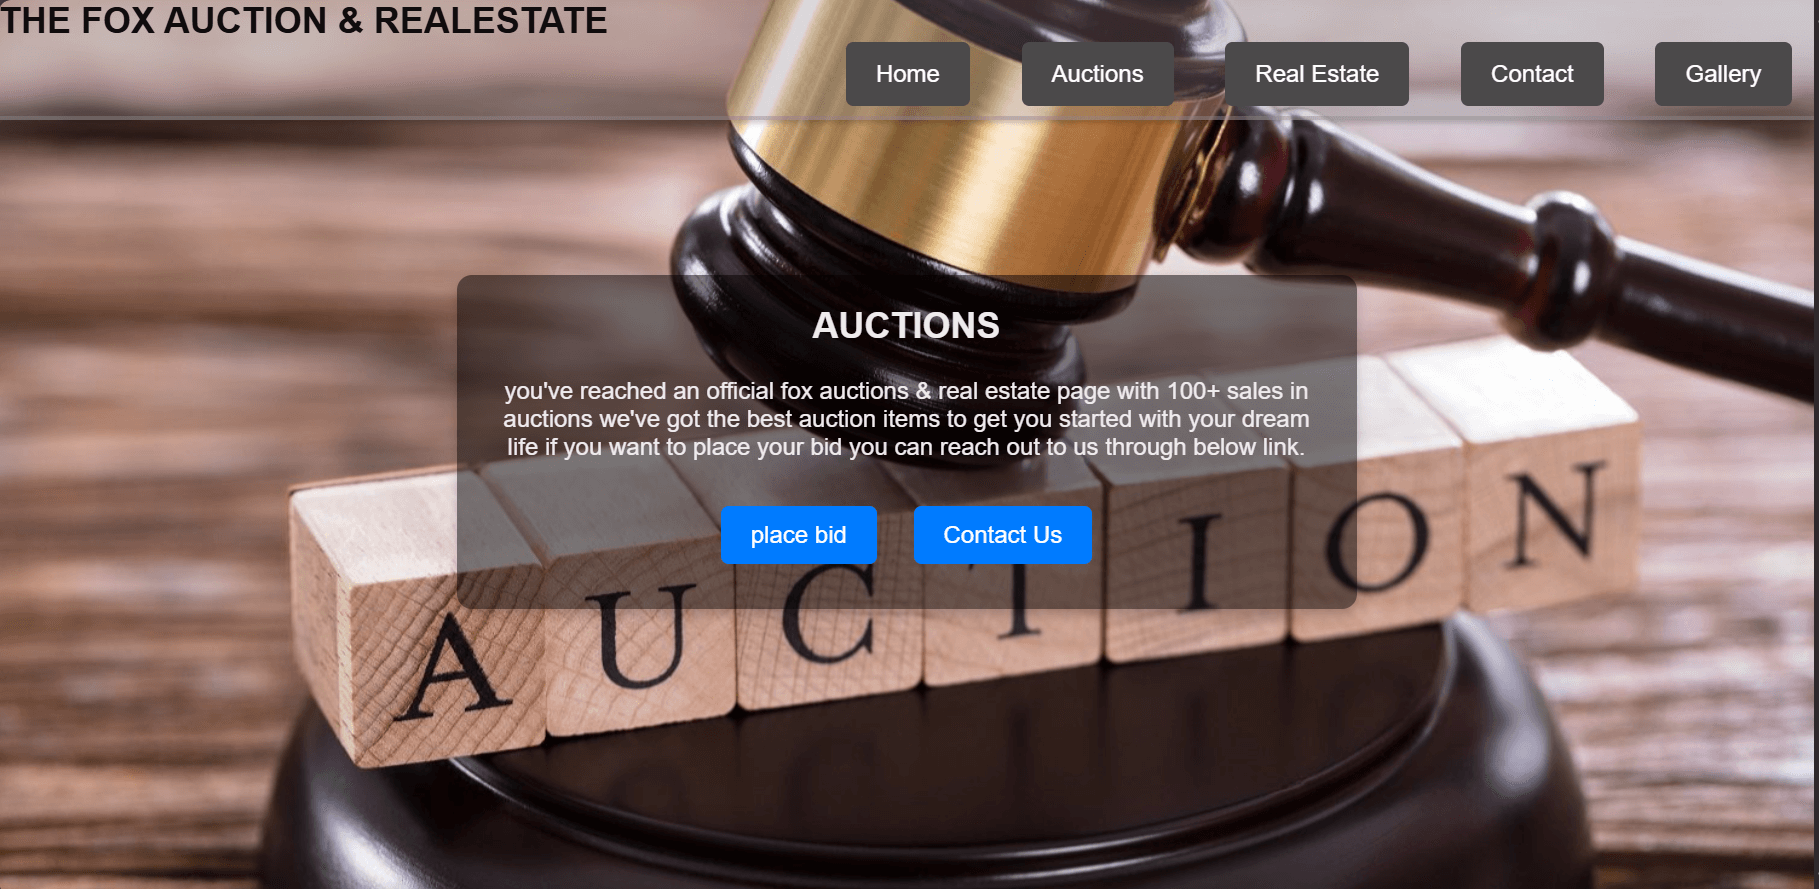 THE FOX AUCTION & REALESTATE
Home Auctions Real Estate Contact Gallery
AUCTIONS
you've reached an official fox auctions & real estate page with 100+ sales in
auctions we've got the best auction items to get you started with your dream
life if you want to place your bid you can reach out to us through below link.
place bid Contact Us
AUCTION